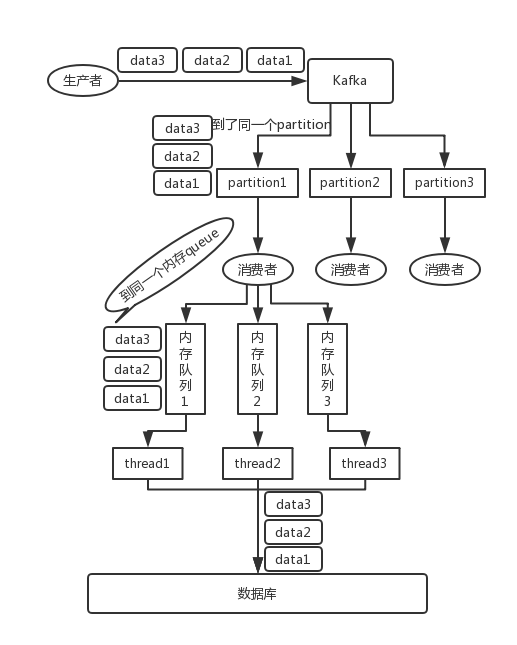 data3 data2 data1
生产者
Kafka
data3
到了同一个partition
data2
data1
partition1
partition2
partition3
到同一个内存queue
消费者
消费者
消费者
data3
data2
data1
内存队列1
内存队列2
内存队列3
thread1
thread2
thread3
data3
data2
data1
数据库